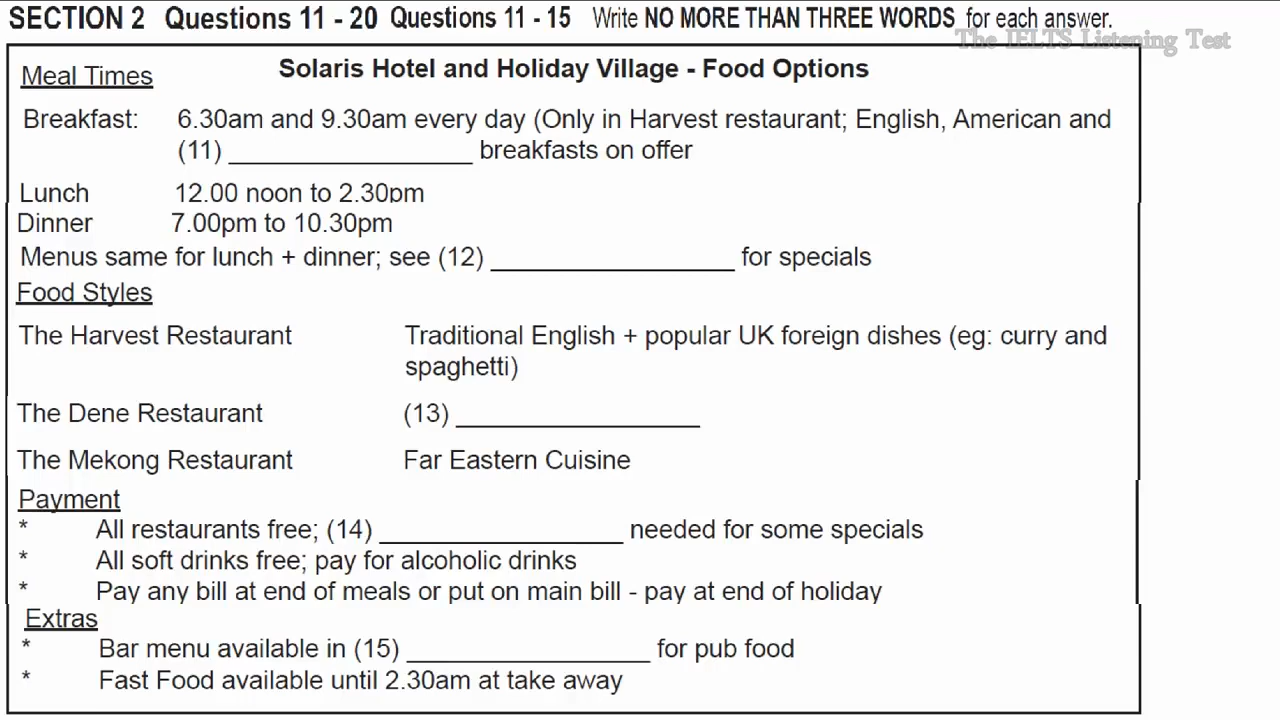 SECTION 2 Questions 11 - 20 Questions 11 - 15 Write NO MORE THAN THREE WORDS for each answer.
The IELTS Listening Test
Solaris Hotel and Holiday Village - Food Options
Meal Times
Breakfast: 6.30am and 9.30am every day (Only in Harvest restaurant; English, American and
(11) _________________ breakfasts on offer
Lunch 12.00 noon to 2.30pm
Dinner 7.00pm to 10.30pm
Menus same for lunch + dinner; see (12) _________________ for specials
Food Styles
The Harvest Restaurant Traditional English + popular UK foreign dishes (eg: curry and
spaghetti)
The Dene Restaurant (13) _________________
The Mekong Restaurant Far Eastern Cuisine
Payment
* All restaurants free; (14) _________________ needed for some specials
* All soft drinks free; pay for alcoholic drinks
* Pay any bill at end of meals or put on main bill - pay at end of holiday
Extras
* Bar menu available in (15) _________________ for pub food
* Fast Food available until 2.30am at take away